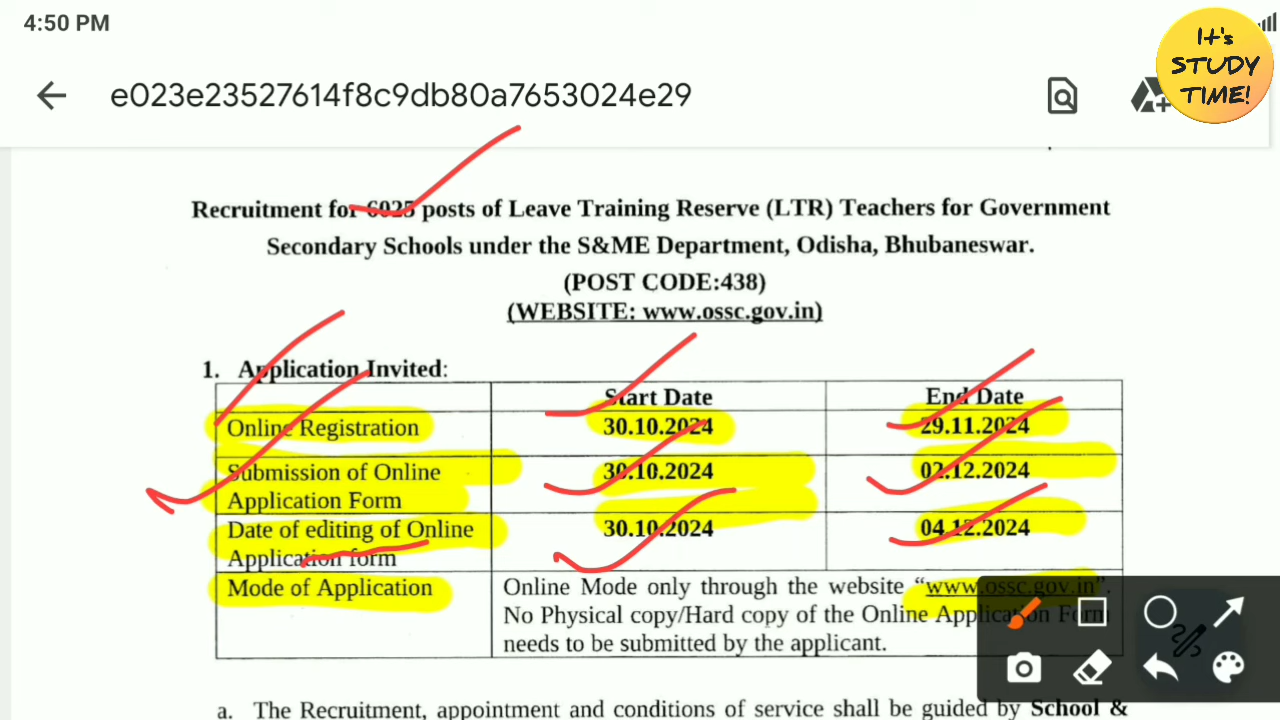 4:50 PM
It's
STUDY
TIME!
e023e23527614f8c9db80a7653024e29
Recruitment for 6025 posts of Leave Training Reserve (LTR) Teachers for Government
Secondary Schools under the S&ME Department, Odisha, Bhubaneswar.
(POST CODE:438)
(WEBSITE: www.ossc.gov.in)
1. Application Invited:
Start Date End Date
Online Registration 30.10.2024 29.11.2024
Submission of Online 30.10.2024 02.12.2024
Application Form
Date of editing of Online 30.10.2024 04.12.2024
Application form
Mode of Application Online Mode only through the website “www.ossc.gov.in”.
No Physical copy/Hard copy of the Online Application Form
needs to be submitted by the applicant.
a. The Recruitment, appointment and conditions of service shall be guided by School &